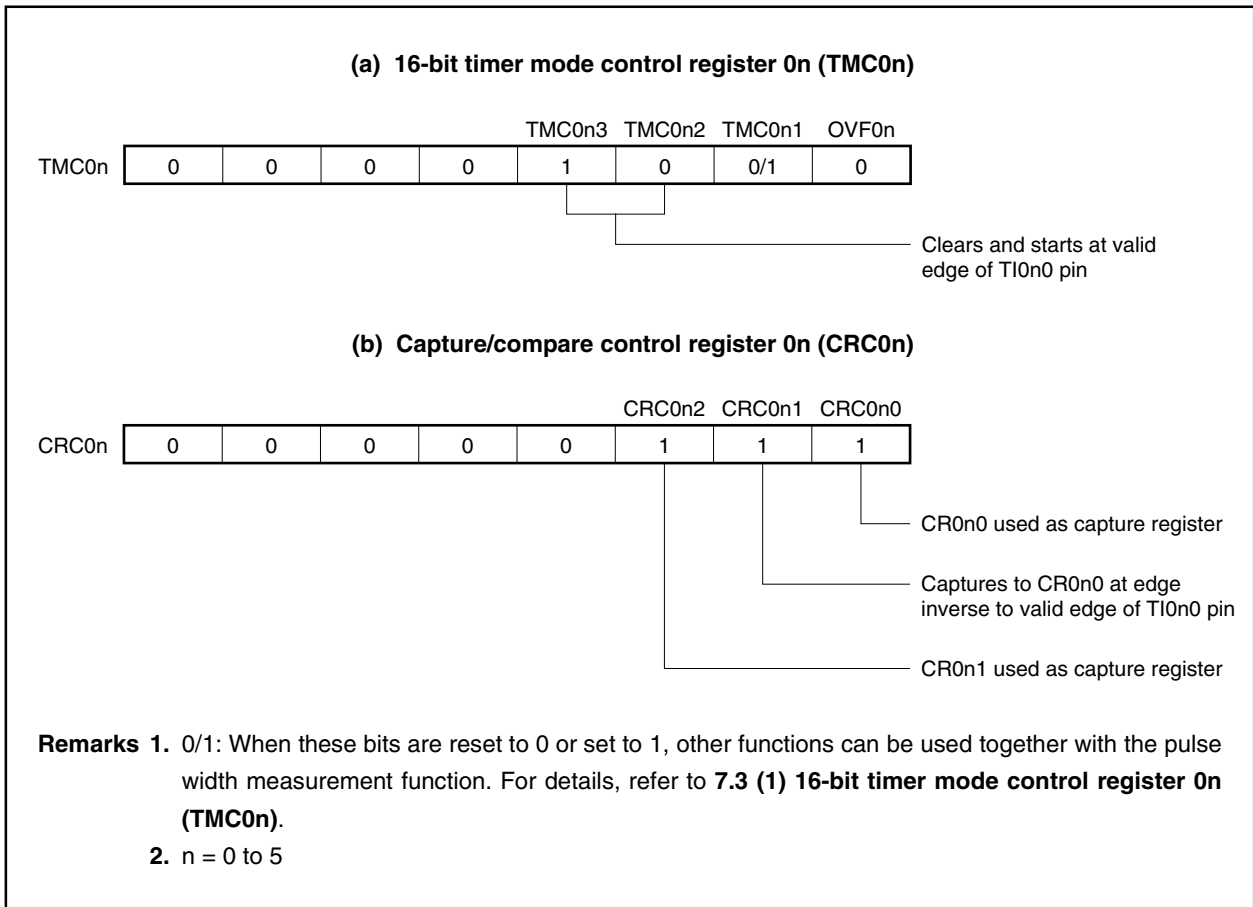 (a) 16-bit timer mode control register 0n (TMC0n)
TMC0n3 TMC0n2 TMC0n1 OVF0n
TMC0n 0 0 0 0 1 0 0/1 0
Clears and starts at valid
edge of TI0n0 pin
(b) Capture/compare control register 0n (CRC0n)
CRC0n2 CRC0n1 CRC0n0
CRC0n 0 0 0 0 0 1 1 1
CR0n0 used as capture register
Captures to CR0n0 at edge
inverse to valid edge of TI0n0 pin
CR0n1 used as capture register
Remarks 1. 0/1: When these bits are reset to 0 or set to 1, other functions can be used together with the pulse
width measurement function. For details, refer to 7.3 (1) 16-bit timer mode control register 0n
(TMC0n).
2. n = 0 to 5